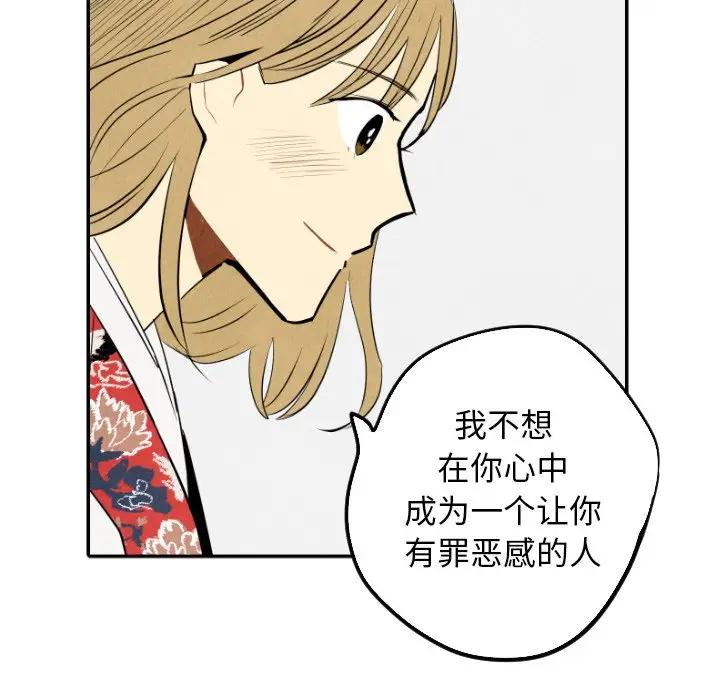 我不想
在你心中
成为一个让你
有罪恶感的人